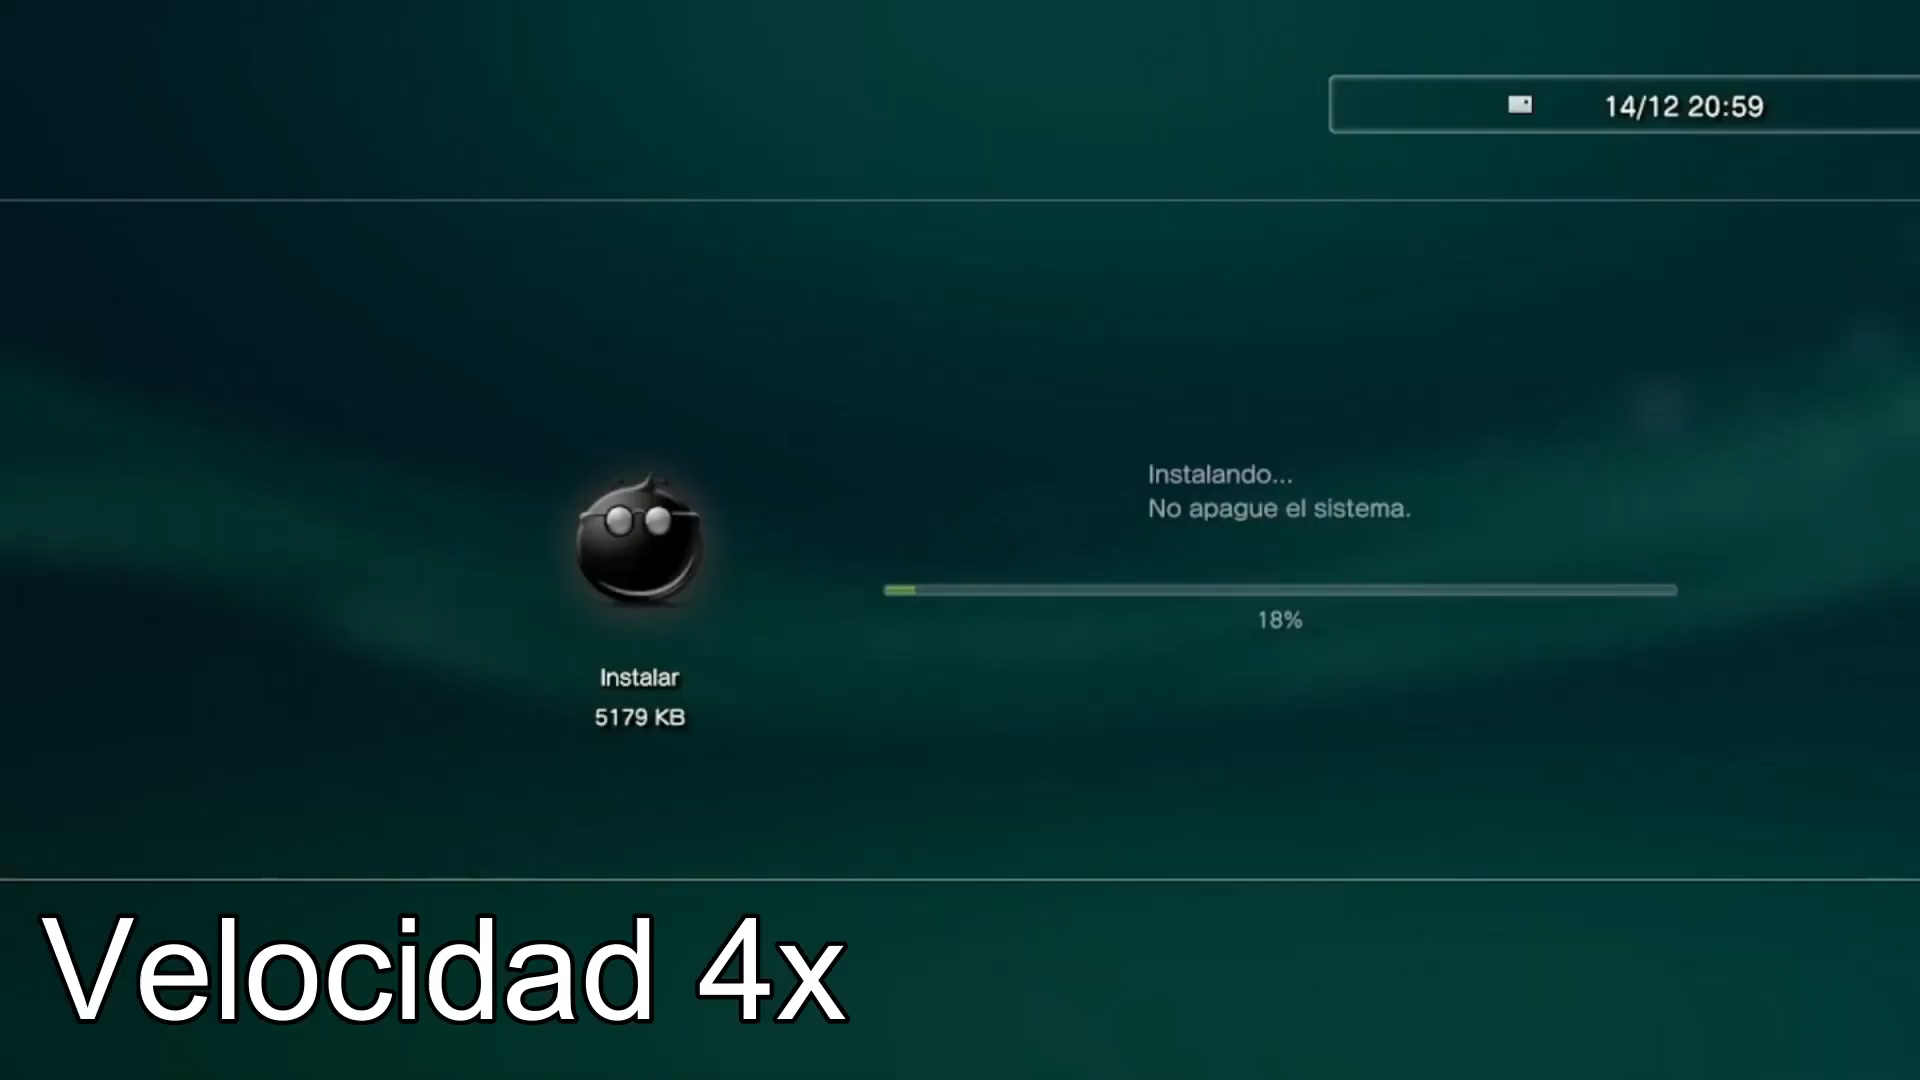 14/12 20:59
Instalando...
No apague el sistema.
18%
Instalar
5179 KB
Velocidad 4x